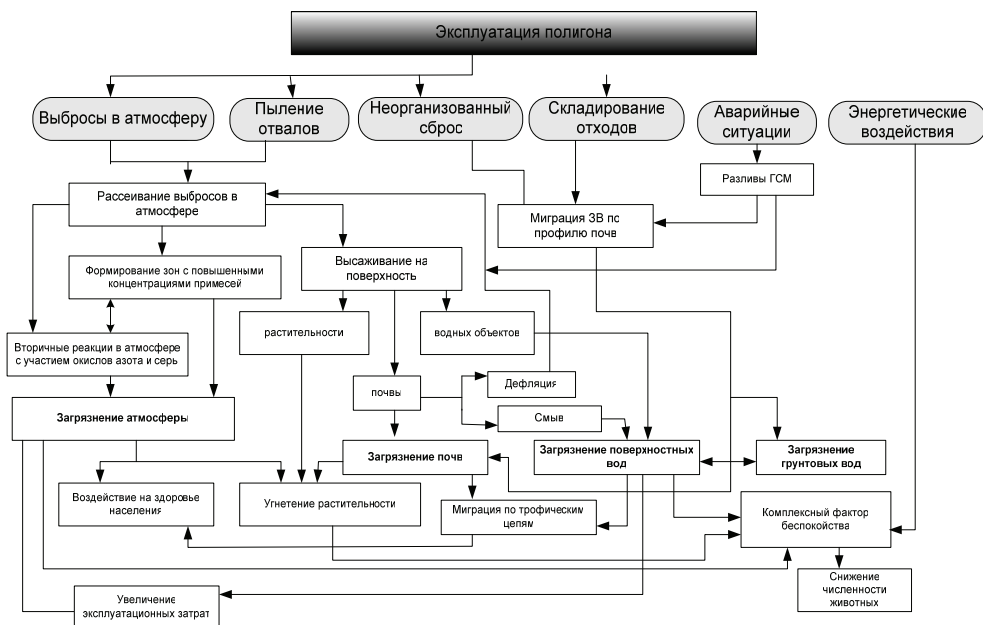 Эксплуатация полигона
Выбросы в атмосферу
Пыление
отвалов
Неорганизованный
сброс
Складирование
отходов
Аварийные
ситуации
Энергетические
воздействия
Разливы ГСМ
Рассеивание выбросов в
атмосфере
Миграция ЗВ по
профилю почв
Высаживание на
поверхность
Формирование зон с повышенными
концентрациями примесей
растительности
водных объектов
Вторичные реакции в атмосфере
с участием окислов азота и серь
почвы
Дефляция
Смыв
Загрязнение атмосферы
Загрязнение почв
Загрязнение поверхностных
вод
Загрязнение
грунтовых вод
Воздействие на здоровье
населения
Угнетение растительности
Миграция по трофическим
цепям
Комплексный фактор
беспокойства
Снижение
численности
животных
Увеличение
эксплуатационных затрат